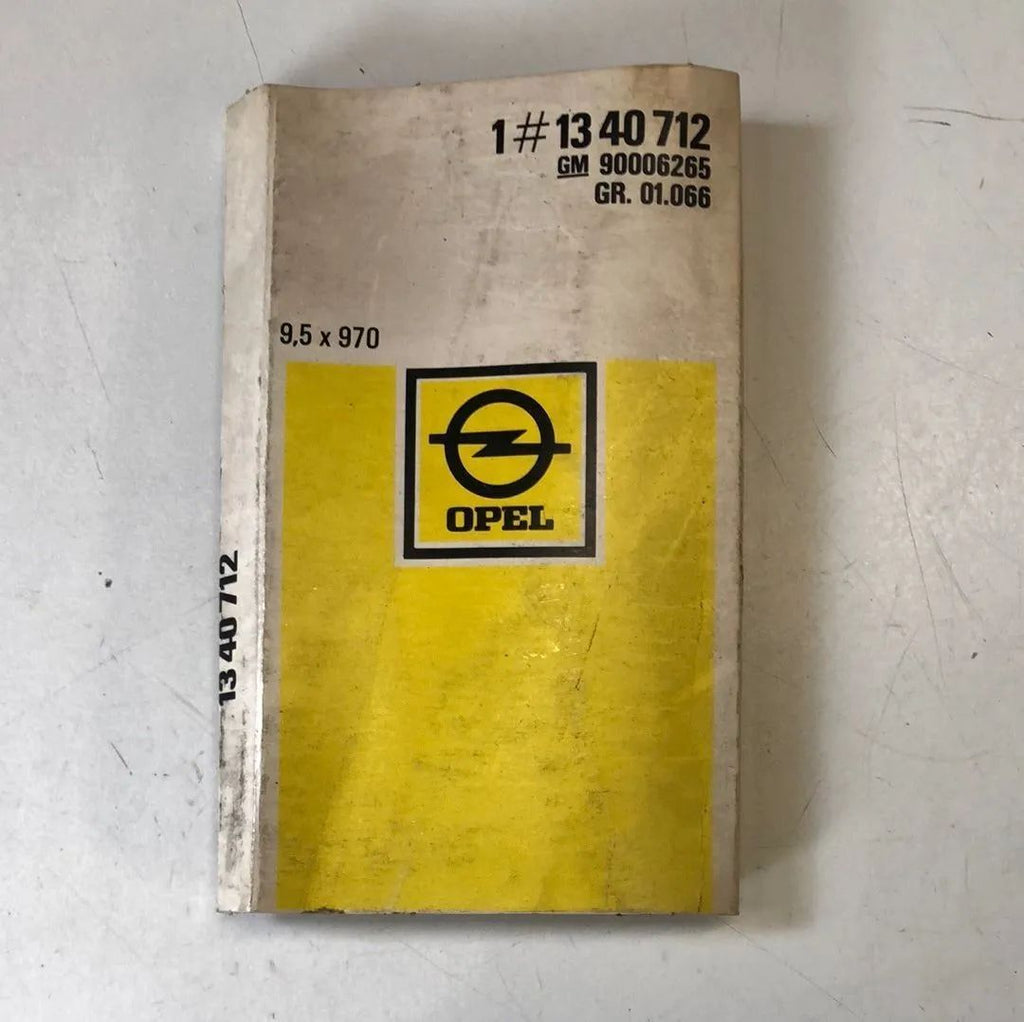 1 # 13 40 712
GM 90006265
GR. 01.066
9,5 x 970
OPEL
13 40 712